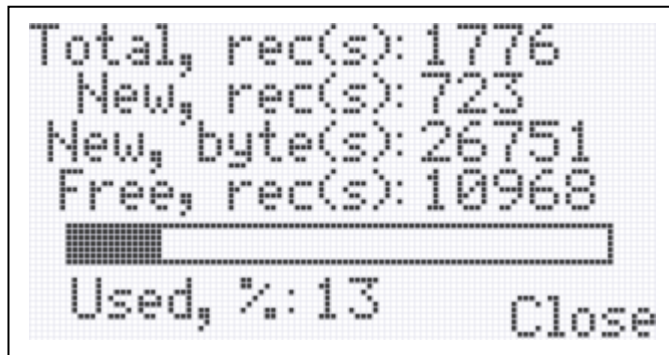 Total, rec(s): 1776
New, rec(s): 723
New, byte(s): 26751
Free, rec(s): 10968
Used, %: 13
Close